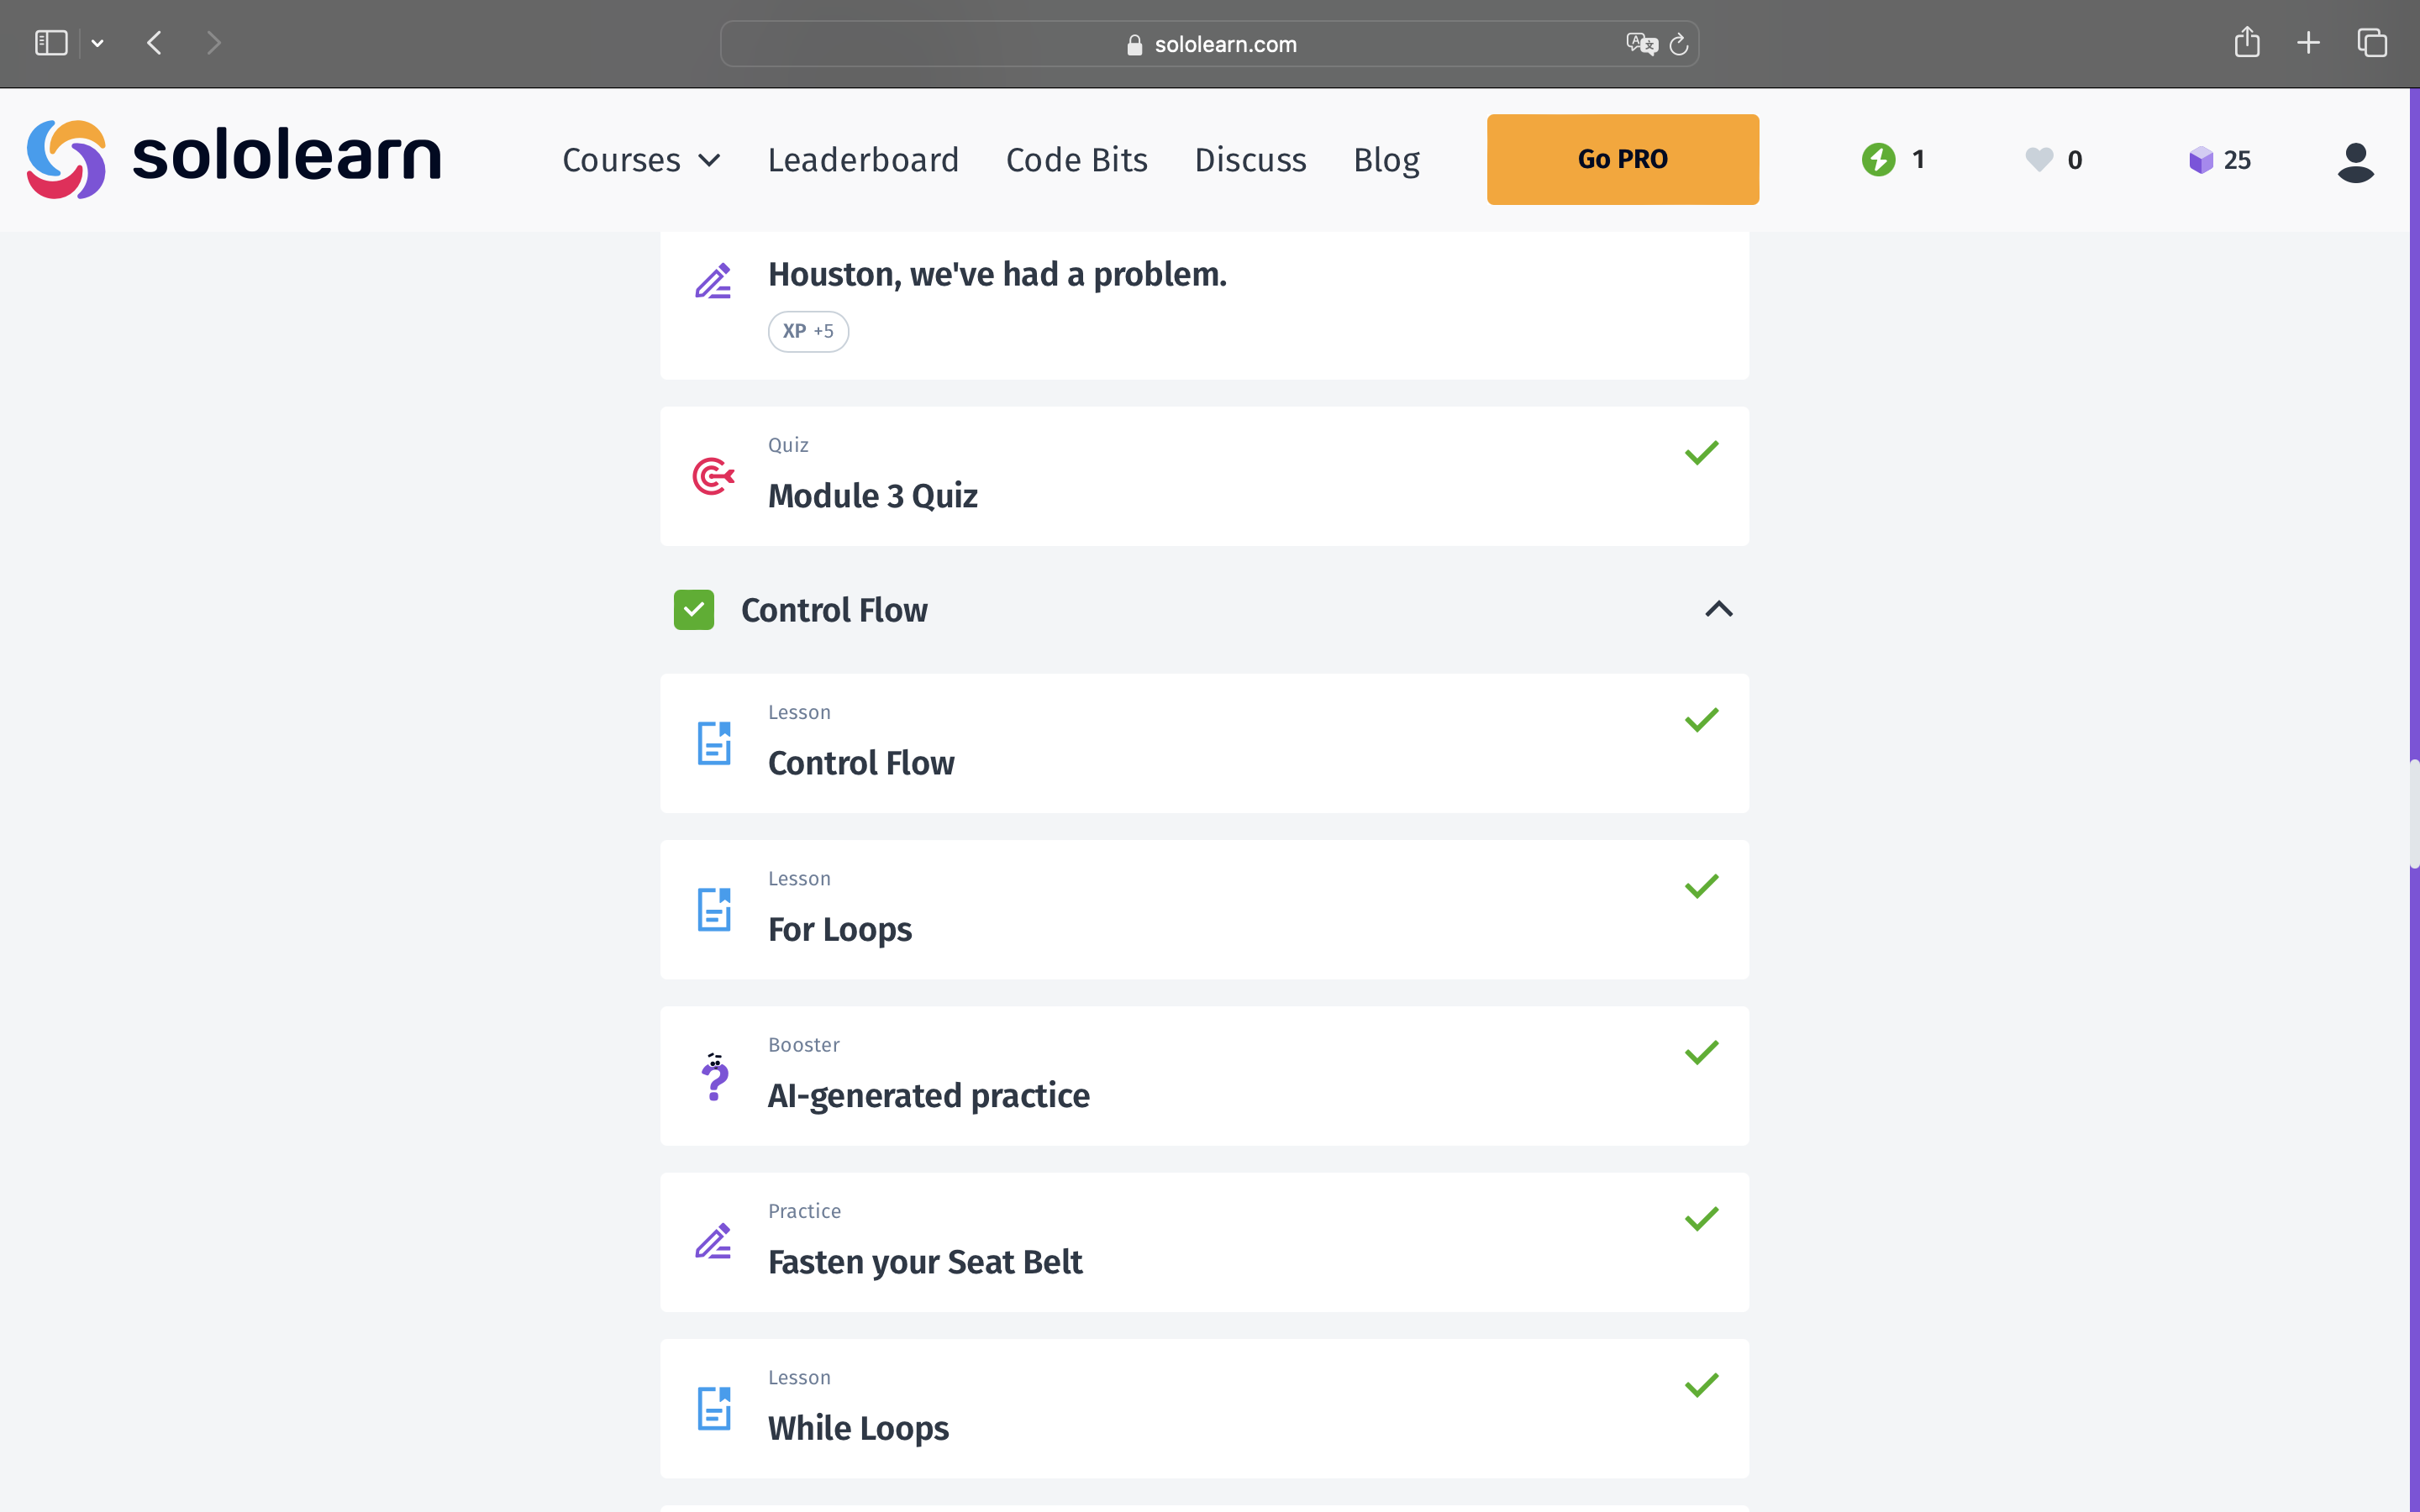 sololearn.com
sololearn
Courses
Leaderboard
Code Bits
Discuss
Blog
Go PRO
1
0
25
Houston, we've had a problem.
XP +5
Quiz
Module 3 Quiz
Control Flow
Lesson
Control Flow
Lesson
For Loops
Booster
AI-generated practice
Practice
Fasten your Seat Belt
Lesson
While Loops